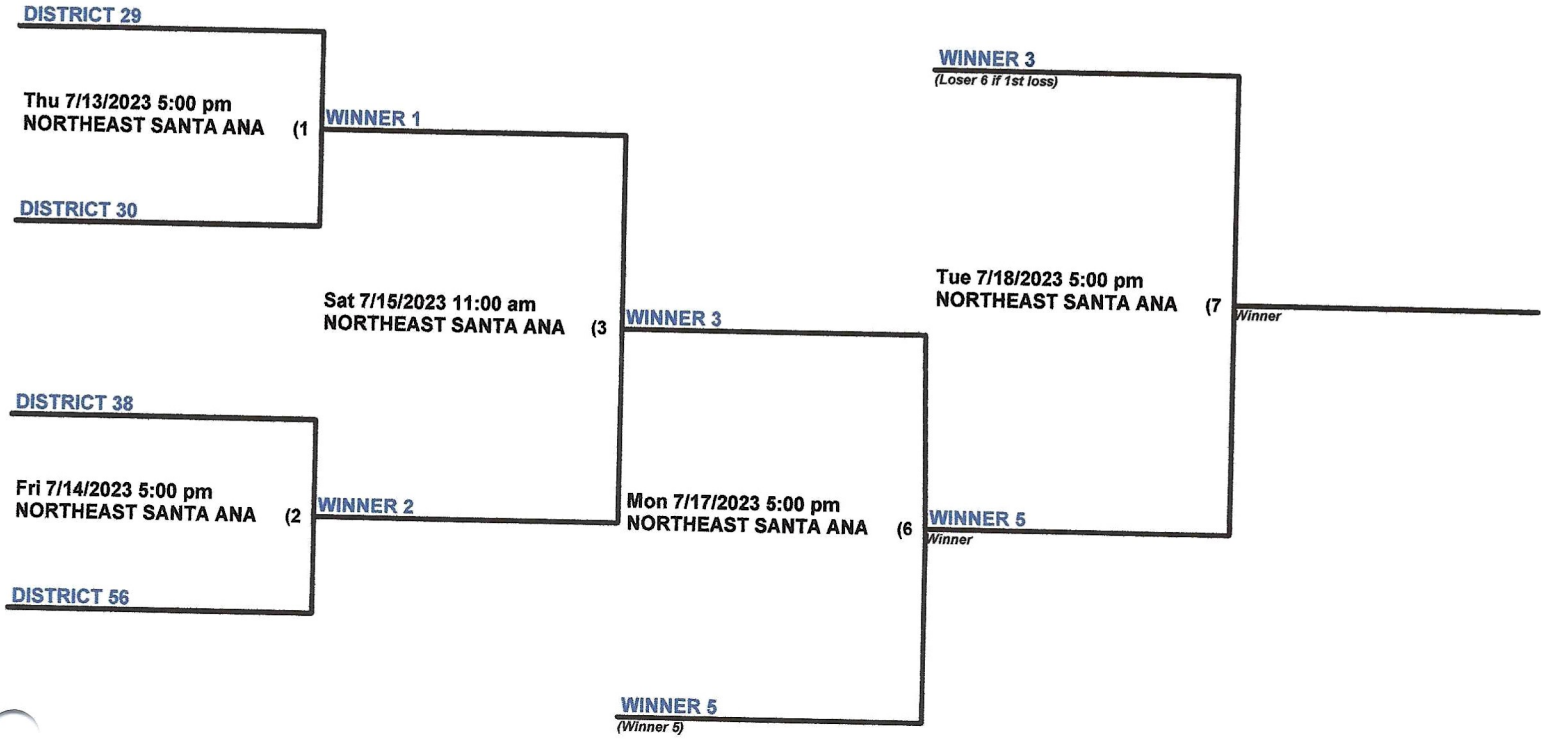 DISTRICT 29
Thu 7/13/2023 5:00 pm
NORTHEAST SANTA ANA (1
DISTRICT 30
WINNER 1
Sat 7/15/2023 11:00 am
NORTHEAST SANTA ANA (3
DISTRICT 38
Fri 7/14/2023 5:00 pm
NORTHEAST SANTA ANA (2
DISTRICT 56
WINNER 2
WINNER 3
Mon 7/17/2023 5:00 pm
NORTHEAST SANTA ANA (6
WINNER 5
(Winner 5)
WINNER 3
(Loser 6 if 1st loss)
Tue 7/18/2023 5:00 pm
NORTHEAST SANTA ANA (7
WINNER 5
Winner
Winner